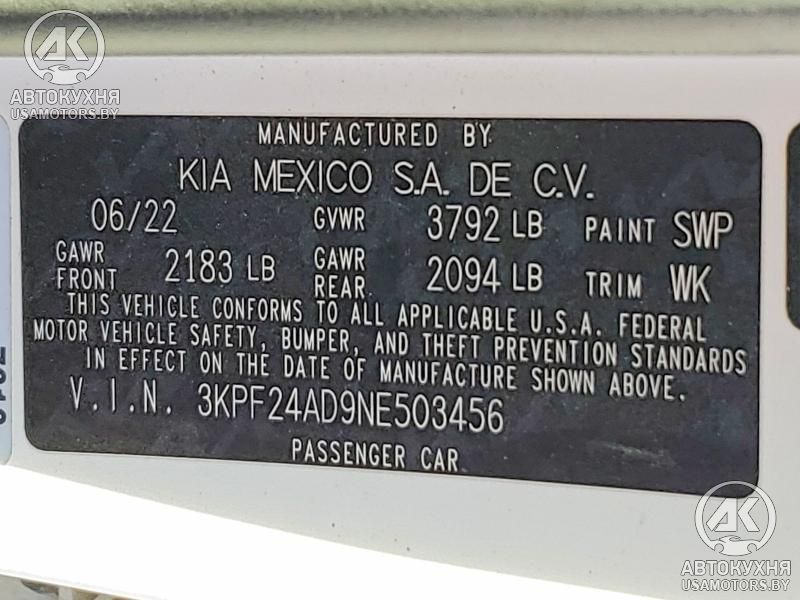 AK
АВТОКУХНЯ
USAMOTORS.BY
MANUFACTURED BY
KIA MEXICO S.A. DE C.V.
06/22 GVWR 3792 LB PAINT SWP
GAWR FRONT 2183 LB GAWR REAR 2094 LB TRIM WK
THIS VEHICLE CONFORMS TO ALL APPLICABLE U.S.A. FEDERAL
MOTOR VEHICLE SAFETY, BUMPER, AND THEFT PREVENTION STANDARDS
IN EFFECT ON THE DATE OF MANUFACTURE SHOWN ABOVE.
V.I.N. 3KPF24AD9NE503456
PASSENGER CAR
AK
АВТОКУХНЯ
USAMOTORS.BY